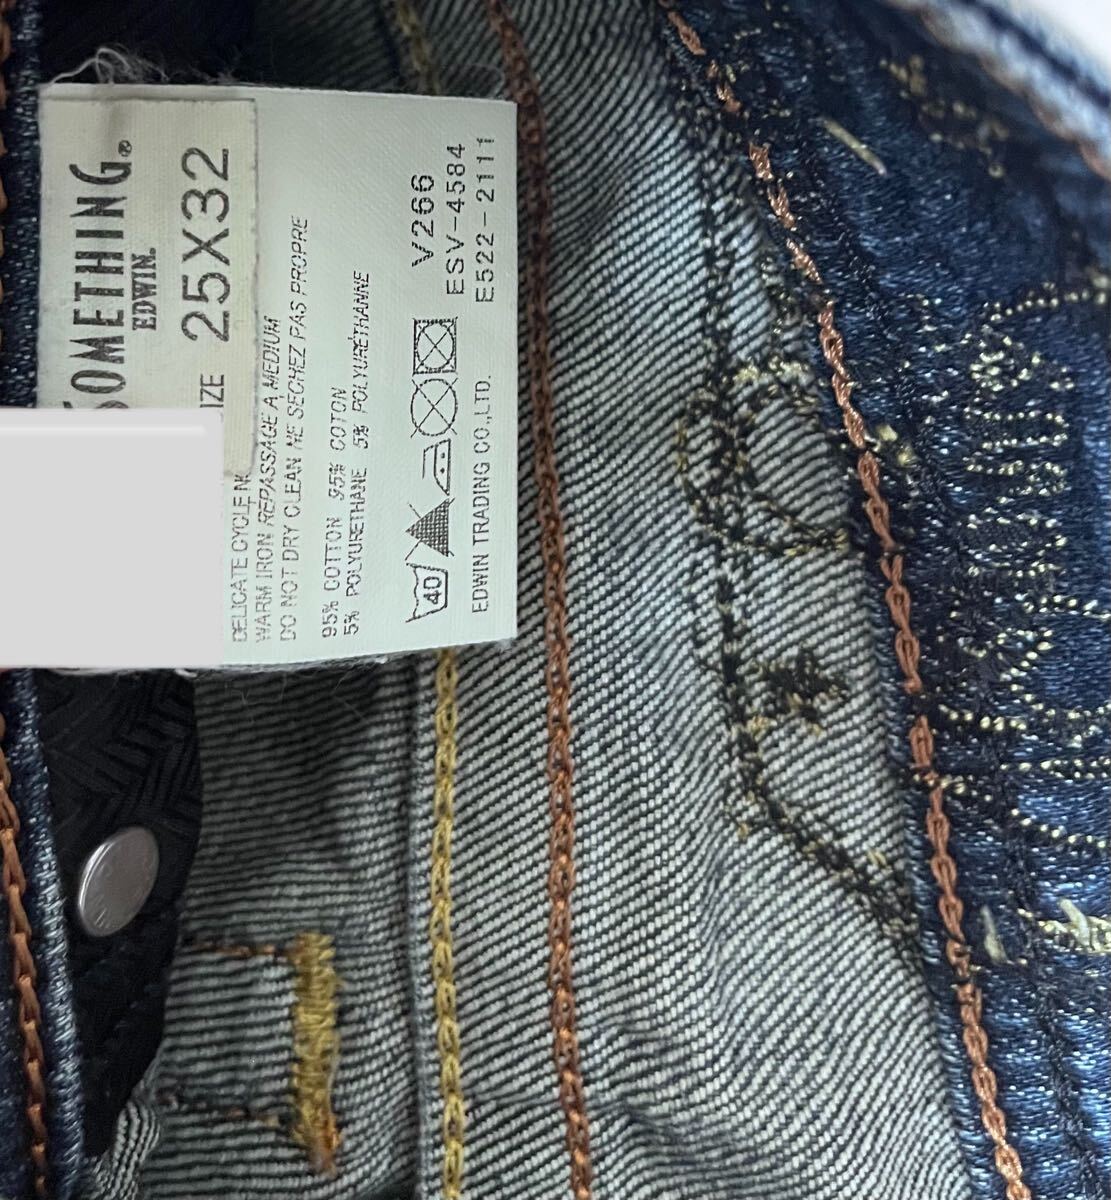 SOMETHING®
EDWIN.
SIZE 25X32
DELICATE CYCLE
WARM IRON REPASSAGE A MEDIUM
DO NOT DRY CLEAN NE SECHEZ PAS PROPRE
95% COTTON 95% COTON
5% POLYURETHANE 5% POLYURÉTHANNE
40
V266
ESV-4584
E522-2111
EDWIN TRADING CO.,LTD.